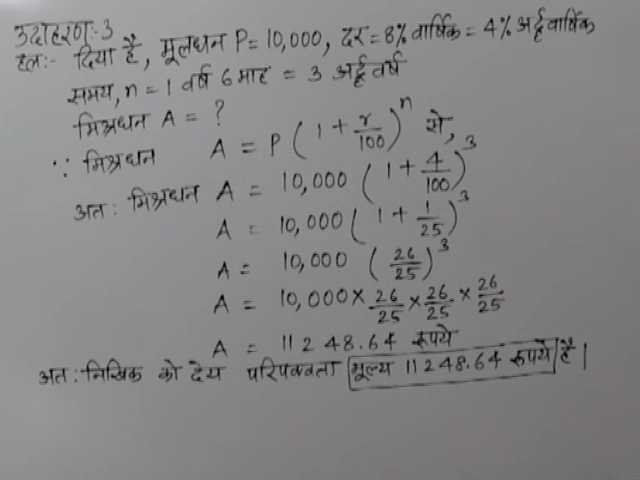 उदाहरण:3
हल:- दिया है, मूलधन P = 10,000, दर = 8% वार्षिक = 4% अर्द्धवार्षिक
समय, n = 1 वर्ष 6 माह = 3 अर्द्धवर्ष
मिश्रधन A = ?
∵ मिश्रधन A = P (1 + r/100)^n से,
अत: मिश्रधन A = 10,000 (1 + 4/100)^3
A = 10,000 (1 + 1/25)^3
A = 10,000 (26/25)^3
A = 10,000 × 26/25 × 26/25 × 26/25
A = 11248.64 रूपये
अत: निखिक को देय परिपक्वता मूल्य 11248.64 रूपये है।